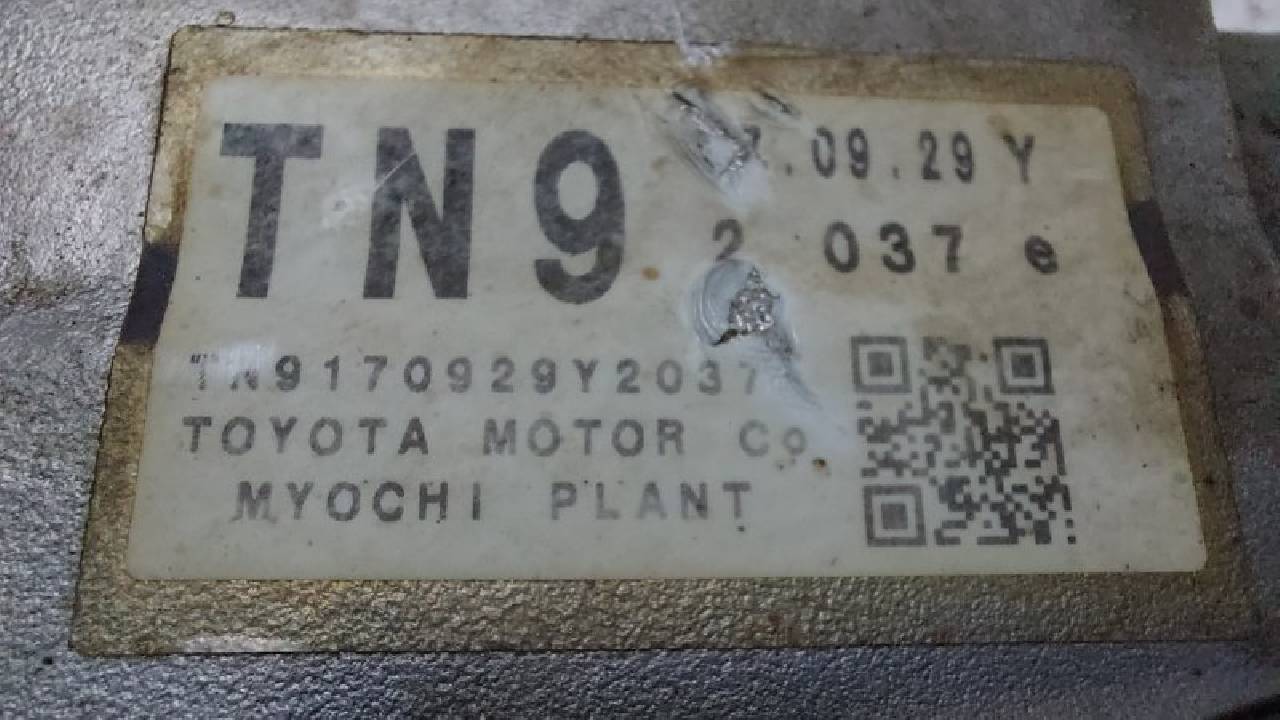 TN9
.09.29 Y
2 037 e
TN9170929Y2037
TOYOTA MOTOR Co.
MYOCHI PLANT